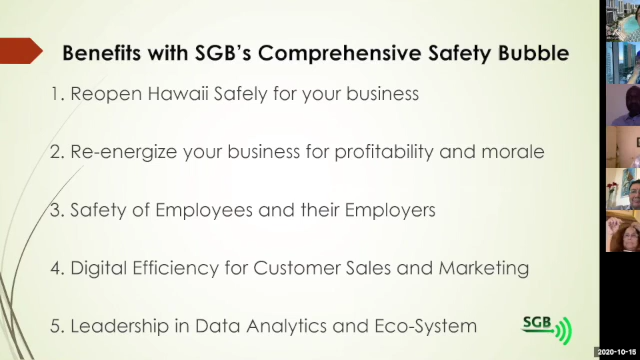 Benefits with SGB's Comprehensive Safety Bubble
1. Reopen Hawaii Safely for your business
2. Re-energize your business for profitability and morale
3. Safety of Employees and their Employers
4. Digital Efficiency for Customer Sales and Marketing
5. Leadership in Data Analytics and Eco-System
SGB
2020-10-15